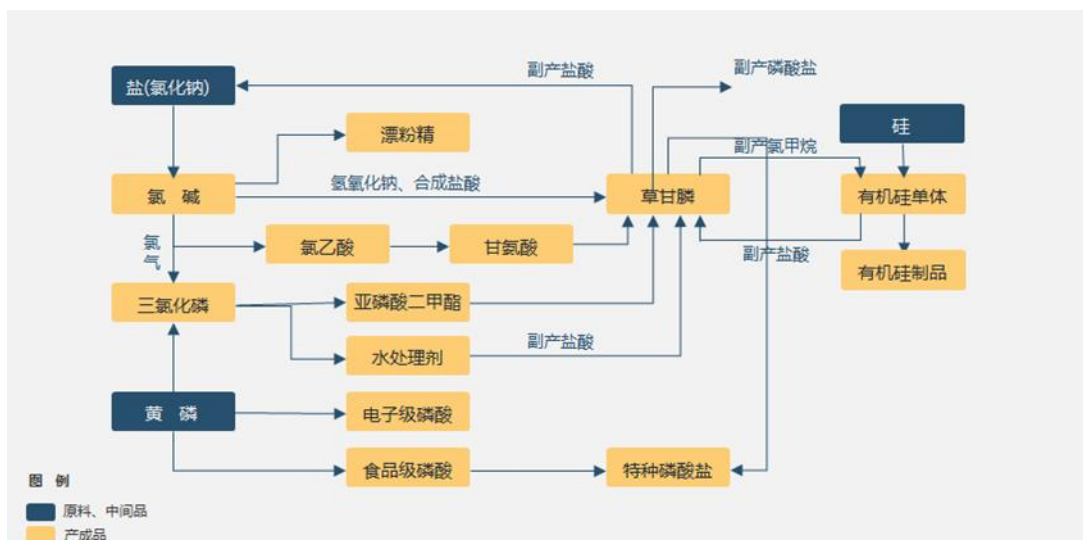 副产盐酸
副产磷酸盐
盐(氯化钠)
硅
漂粉精
副产氯甲烷
氢氧化钠、合成盐酸
氯 碱
草甘膦
有机硅单体
氯气
氯乙酸
甘氨酸
副产盐酸
有机硅制品
三氯化磷
亚磷酸二甲酯
副产盐酸
水处理剂
黄 磷
电子级磷酸
食品级磷酸
特种磷酸盐
图 例
原料、中间品
产成品